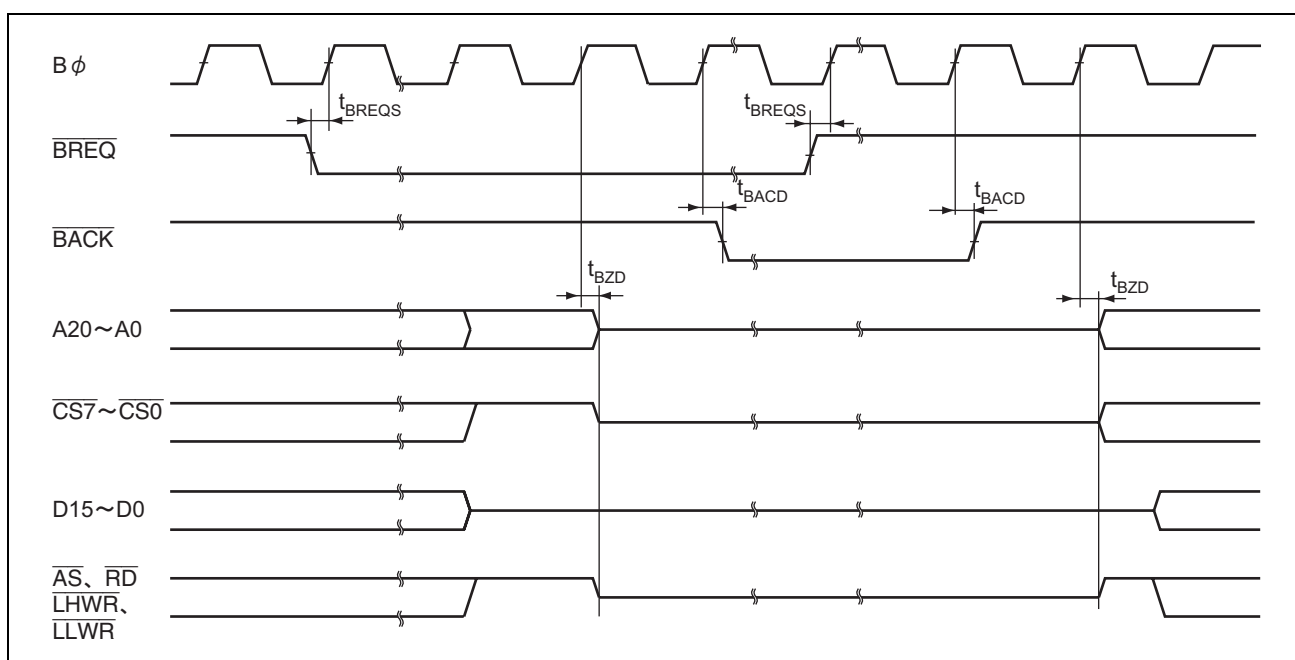 Bφ
tBREQS
tBREQS
BREQ
tBACD
tBACD
BACK
tBZD
tBZD
A20～A0
CS7～CS0
D15～D0
AS、RD
LHWR、
LLWR